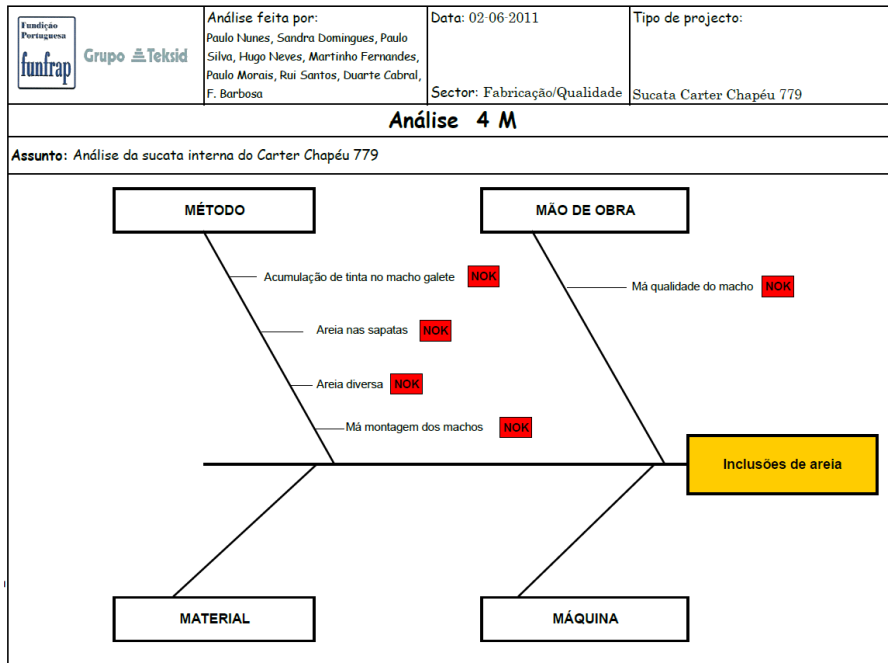 Fundição
Portuguesa
funfrap
Grupo Teksid
Análise feita por:
Paulo Nunes, Sandra Domingues, Paulo
Silva, Hugo Neves, Martinho Fernandes,
Paulo Morais, Rui Santos, Duarte Cabral,
F. Barbosa
Data: 02-06-2011
Sector: Fabricação/Qualidade
Tipo de projecto:
Sucata Carter Chapéu 779
Análise 4 M
Assunto: Análise da sucata interna do Carter Chapéu 779
MÉTODO
MÃO DE OBRA
Acumulação de tinta no macho galete NOK
Má qualidade do macho NOK
Areia nas sapatas NOK
Areia diversa NOK
Má montagem dos machos NOK
Inclusões de areia
MATERIAL
MÁQUINA